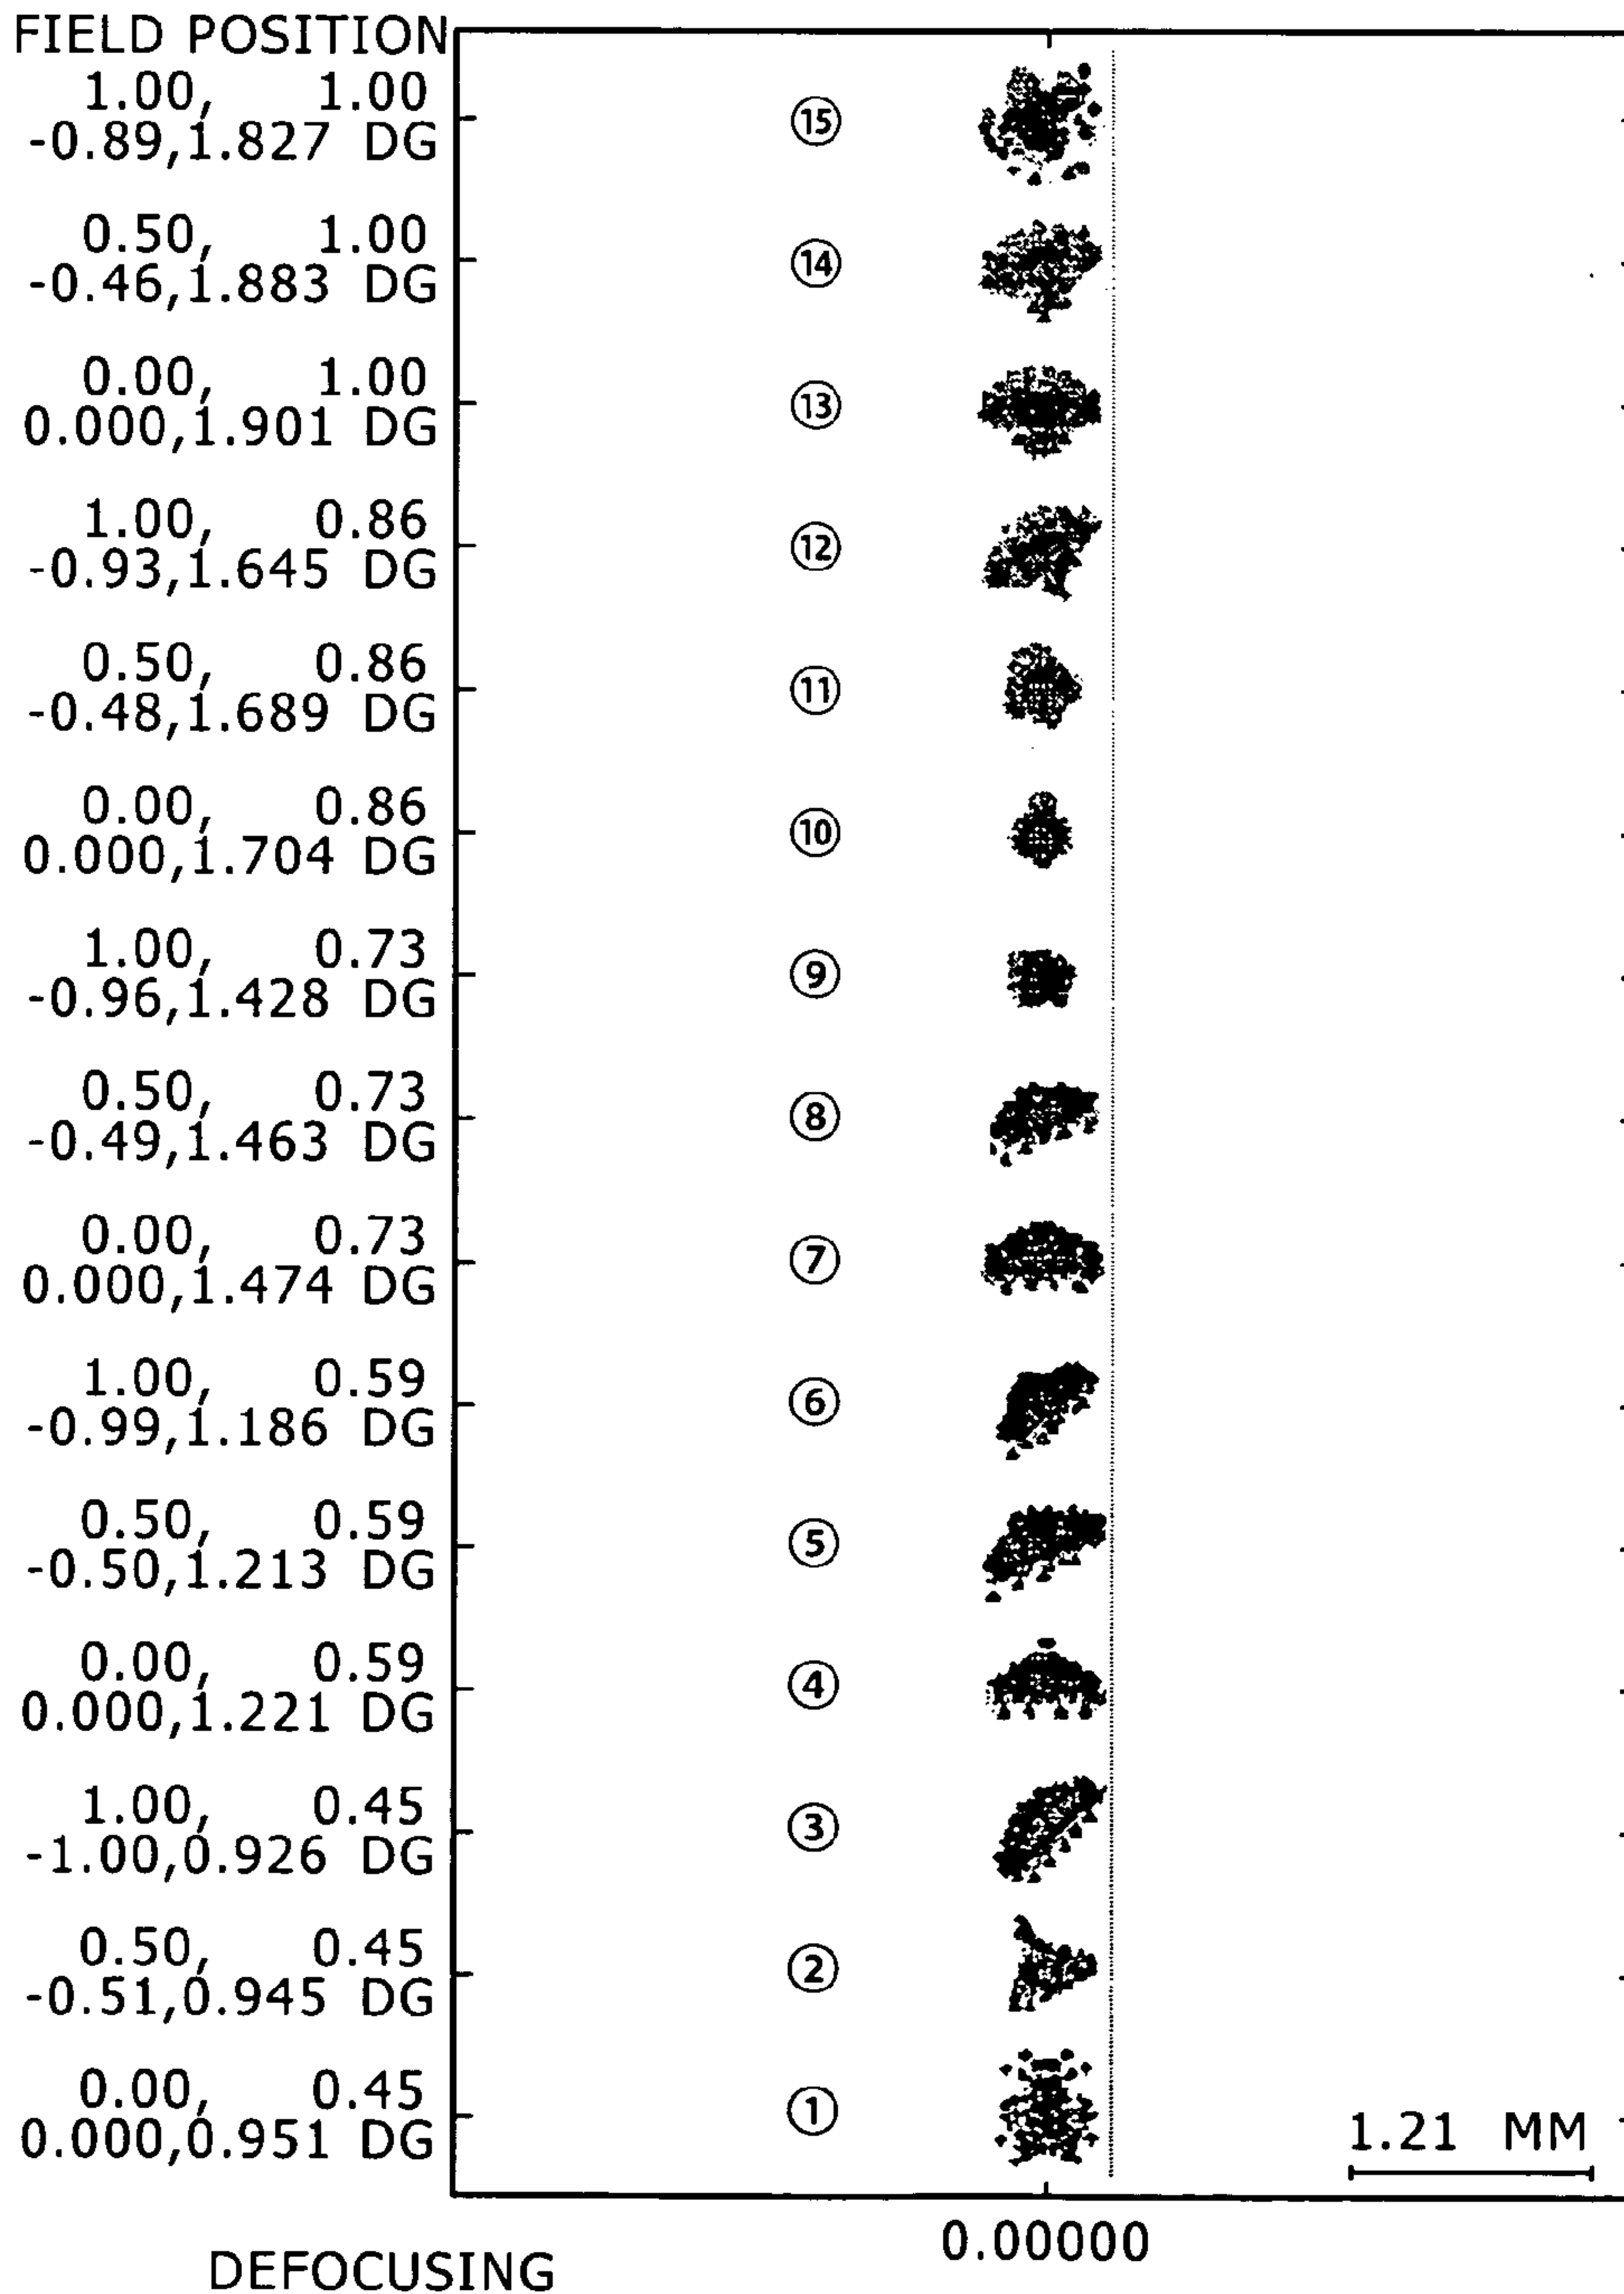 FIELD POSITION
1.00, 1.00
-0.89,1.827 DG
⑮
0.50, 1.00
-0.46,1.883 DG
⑭
0.00, 1.00
0.000,1.901 DG
⑬
1.00, 0.86
-0.93,1.645 DG
⑫
0.50, 0.86
-0.48,1.689 DG
⑪
0.00, 0.86
0.000,1.704 DG
⑩
1.00, 0.73
-0.96,1.428 DG
⑨
0.50, 0.73
-0.49,1.463 DG
⑧
0.00, 0.73
0.000,1.474 DG
⑦
1.00, 0.59
-0.99,1.186 DG
⑥
0.50, 0.59
-0.50,1.213 DG
⑤
0.00, 0.59
0.000,1.221 DG
④
1.00, 0.45
-1.00,0.926 DG
③
0.50, 0.45
-0.51,0.945 DG
②
0.00, 0.45
0.000,0.951 DG
①
1.21 MM
0.00000
DEFOCUSING